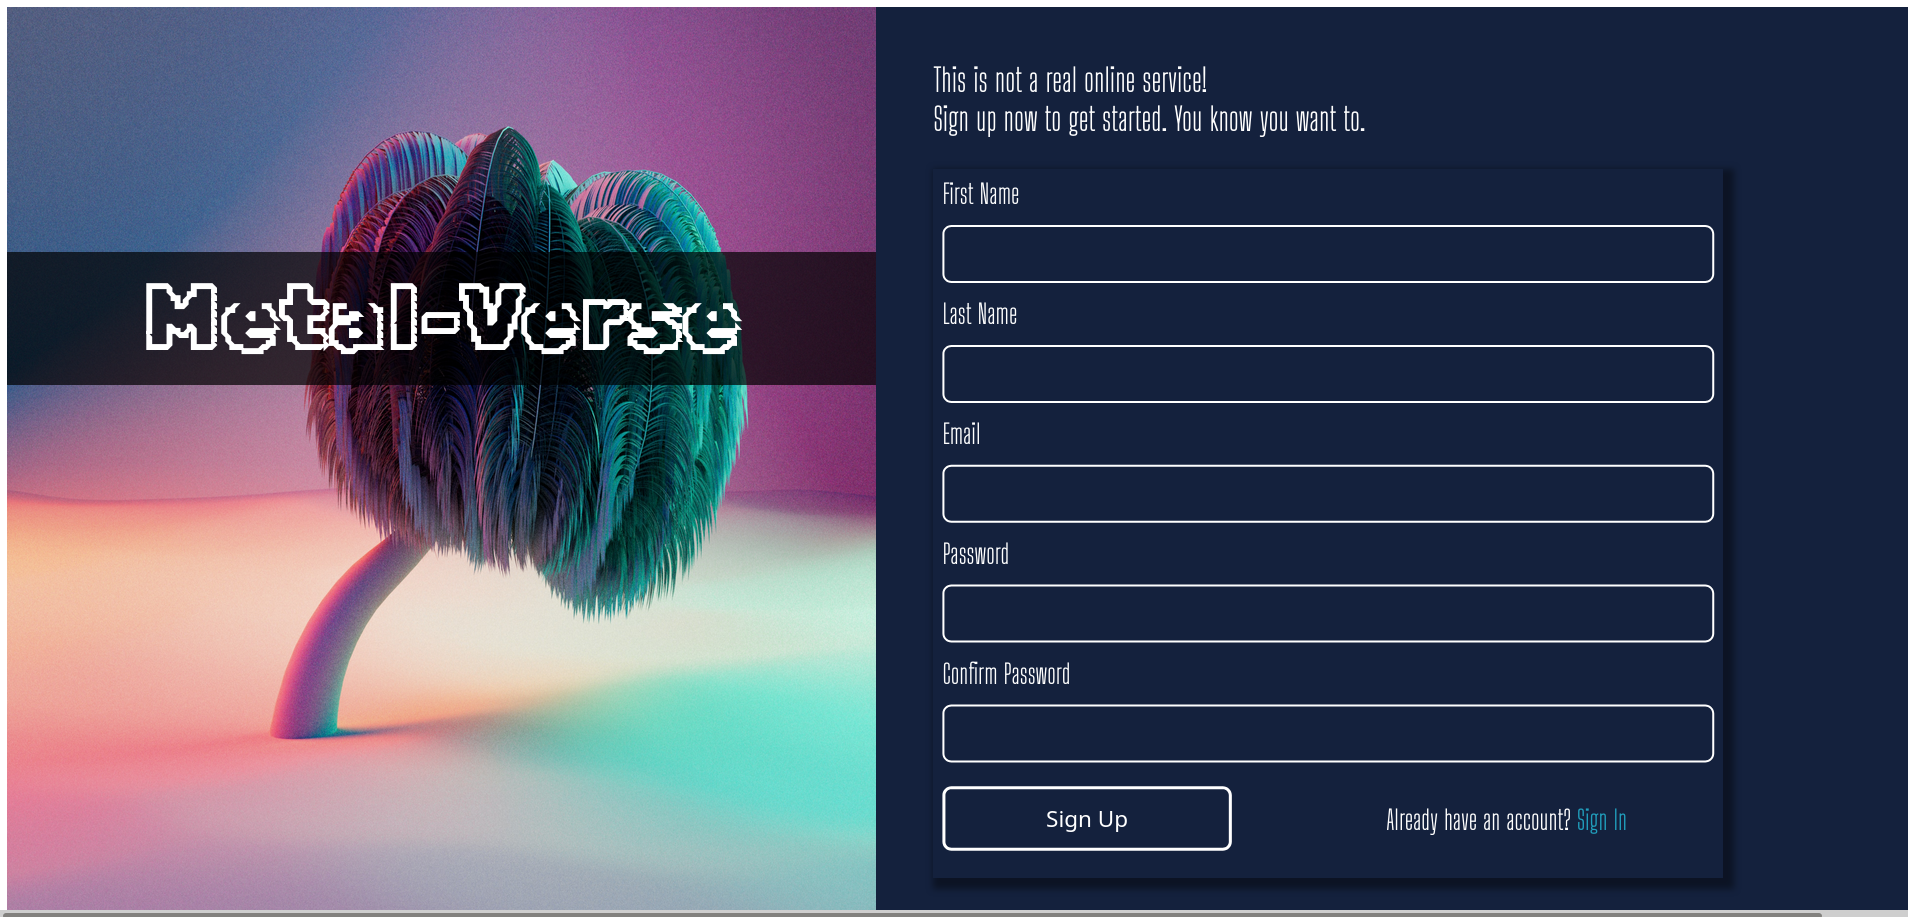 Metal-Verse
This is not a real online service!
Sign up now to get started. You know you want to.
First Name
Last Name
Email
Password
Confirm Password
Sign Up
Already have an account? Sign In